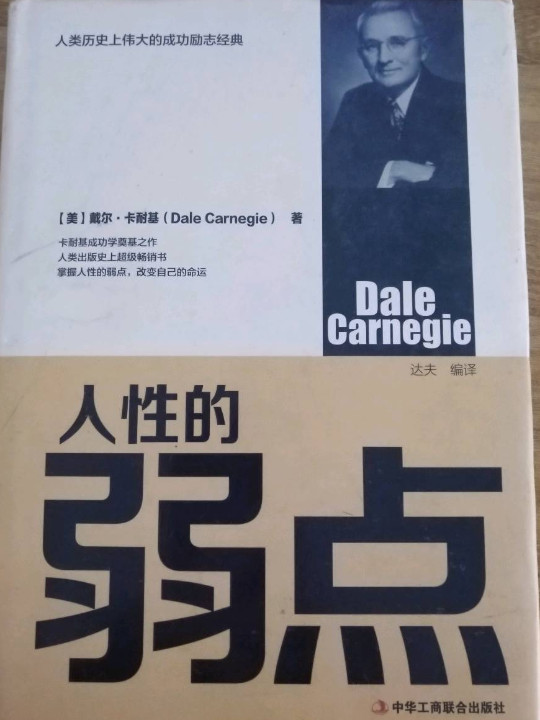 人类历史上伟大的成功励志经典
【美】戴尔·卡耐基（Dale Carnegie） 著
卡耐基成功学奠基之作
人类出版史上超级畅销书
掌握人性的弱点，改变自己的命运
Dale
Carnegie
达夫 编译
人性的
弱点
中华工商联合出版社